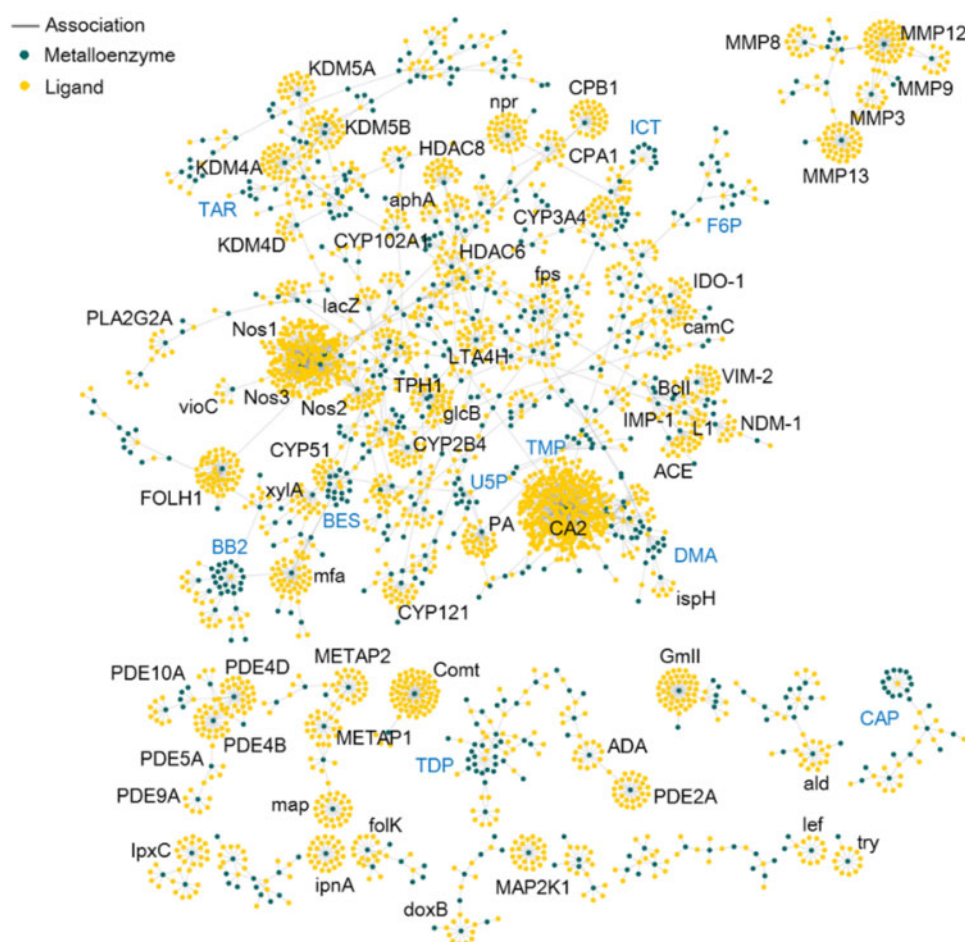 Association
Metalloenzyme
Ligand
MMP8
MMP12
MMP9
MMP3
MMP13
KDM5A
npr
CPB1
KDM5B
ICT
HDAC8
CPA1
KDM4A
aphA
TAR
CYP3A4
F6P
KDM4D
CYP102A1
HDAC6
fps
IDO-1
lacZ
PLA2G2A
Nos1
camC
LTA4H
TPH1
BcII
VIM-2
vioC
Nos3
Nos2
glcB
IMP-1
L1
NDM-1
CYP51
CYP2B4
TMP
ACE
FOLH1
xylA
U5P
BES
PA
CA2
BB2
DMA
mfa
ispH
CYP121
PDE10A
PDE4D
METAP2
Comt
GmII
CAP
PDE5A
PDE4B
METAP1
TDP
ADA
PDE9A
PDE2A
ald
map
folK
lef
try
lpxC
ipnA
MAP2K1
doxB